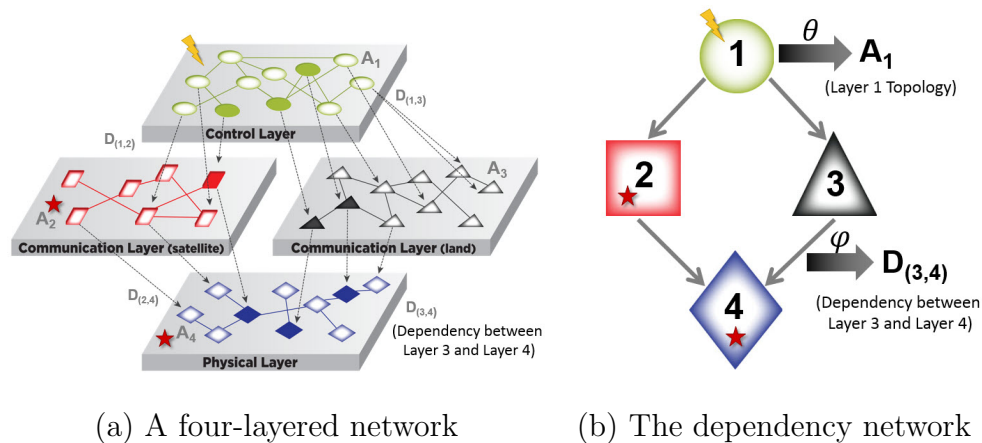 A₁
D₍₁,₃₎
Control Layer
D₍₁,₂₎
A₂
A₃
Communication Layer (satellite)
Communication Layer (land)
D₍₂,₄₎
D₍₃,₄₎
(Dependency between
Layer 3 and Layer 4)
A₄
Physical Layer
(a) A four-layered network
1
θ
A₁
(Layer 1 Topology)
2
3
φ
D₍₃,₄₎
(Dependency between
Layer 3 and Layer 4)
4
(b) The dependency network